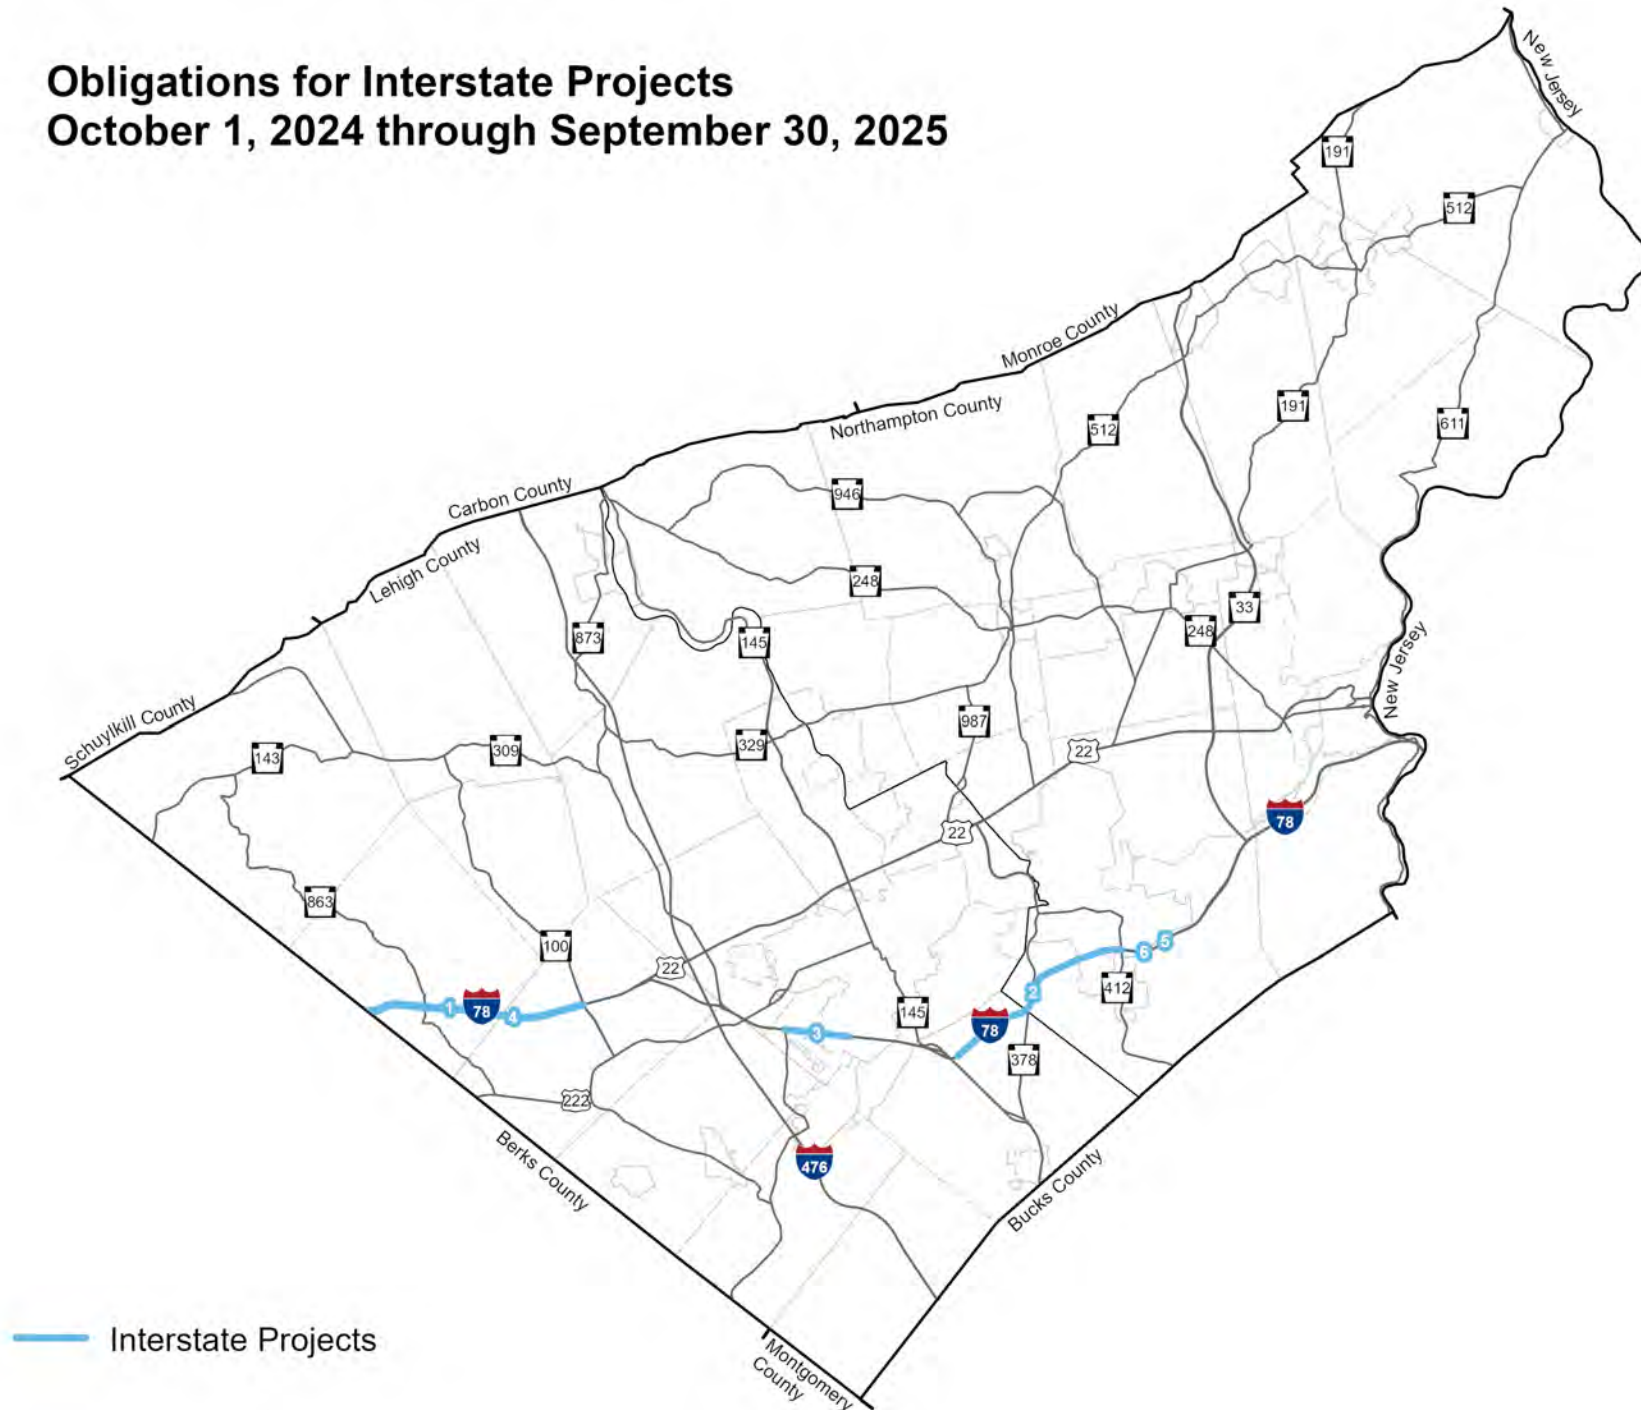 Obligations for Interstate Projects
October 1, 2024 through September 30, 2025
New Jersey
191
512
Monroe County
Northampton County
191
611
512
Carbon County
946
Lehigh County
248
33
248
873
145
New Jersey
Schuylkill County
987
143
309
329
22
78
22
863
100
22
5
6
412
2
1
78
4
3
145
78
378
222
Berks County
476
Bucks County
Interstate Projects
Montgomery
County